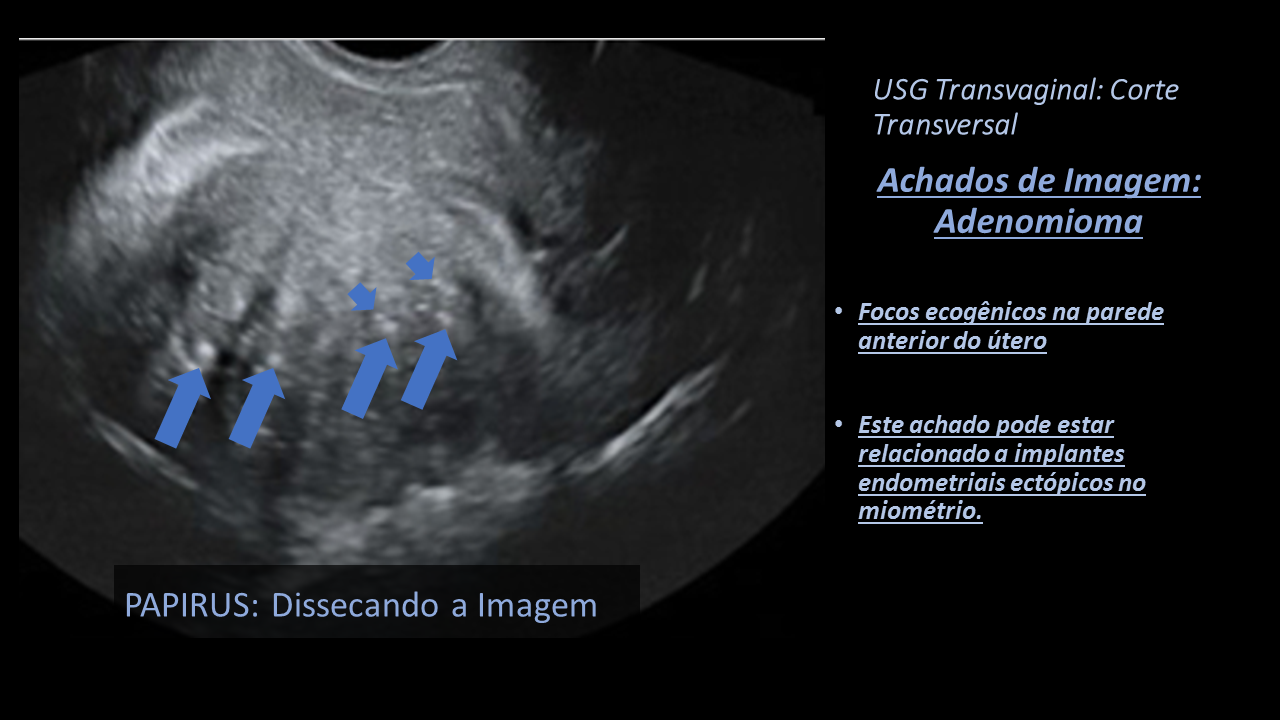 USG Transvaginal: Corte
Transversal
Achados de Imagem:
Adenomioma
• Focos ecogênicos na parede
anterior do útero
• Este achado pode estar
relacionado a implantes
endometriais ectópicos no
miométrio.
PAPIRUS: Dissecando a Imagem